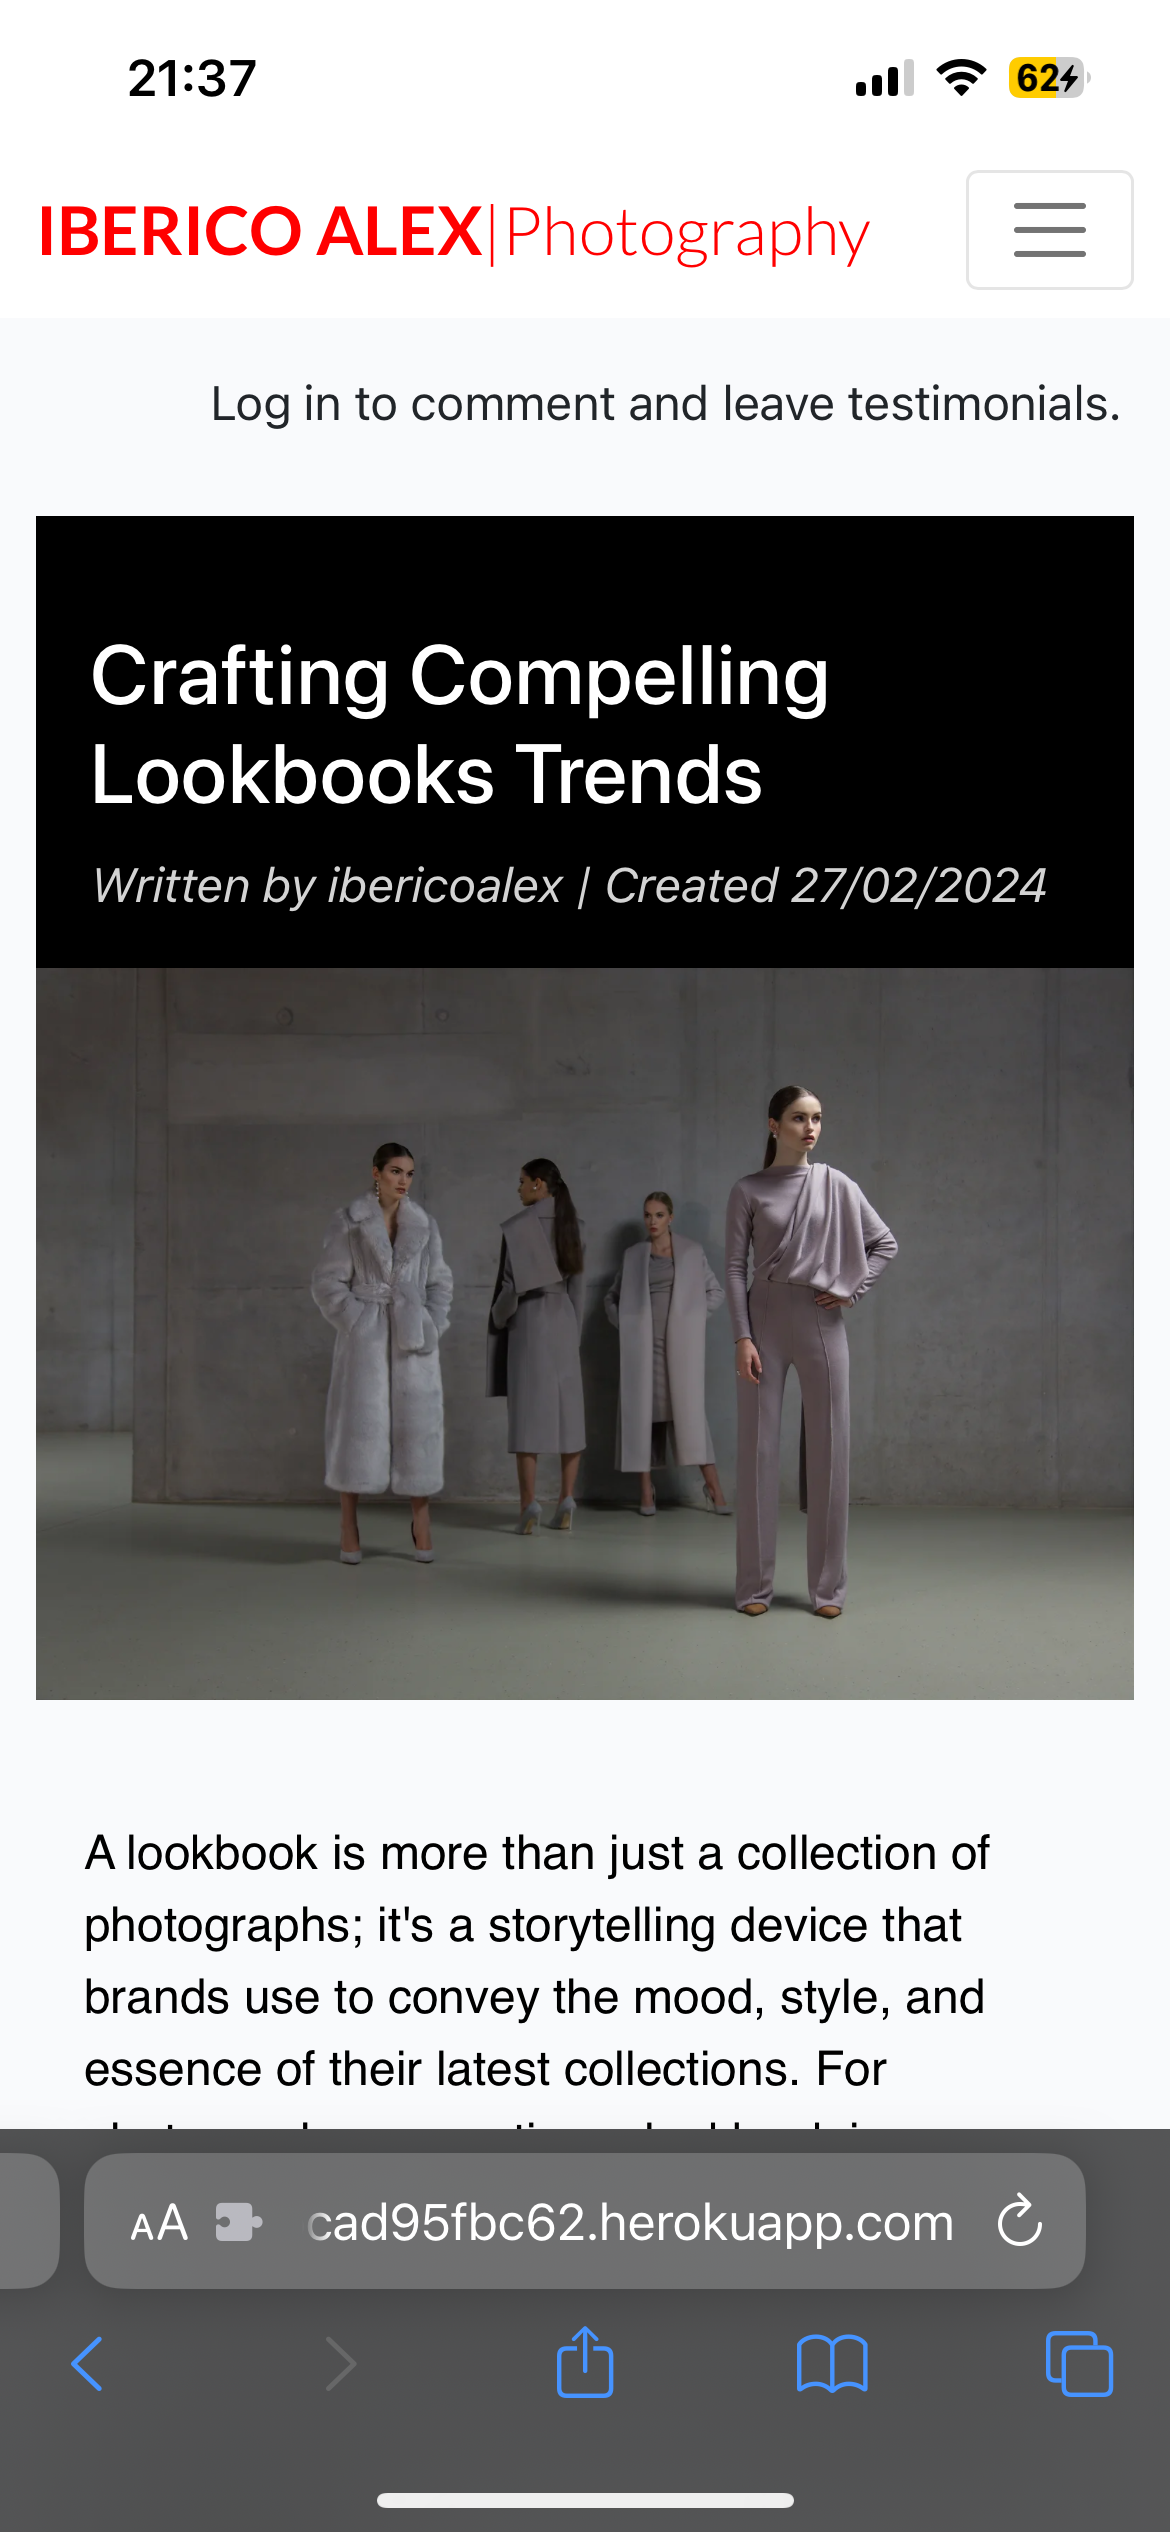 21:37
62
IBERICO ALEX|Photography
Log in to comment and leave testimonials.
Crafting Compelling
Lookbooks Trends
Written by ibericoalex | Created 27/02/2024
A lookbook is more than just a collection of
photographs; it's a storytelling device that
brands use to convey the mood, style, and
essence of their latest collections. For
AA cad95fbc62.herokuapp.com